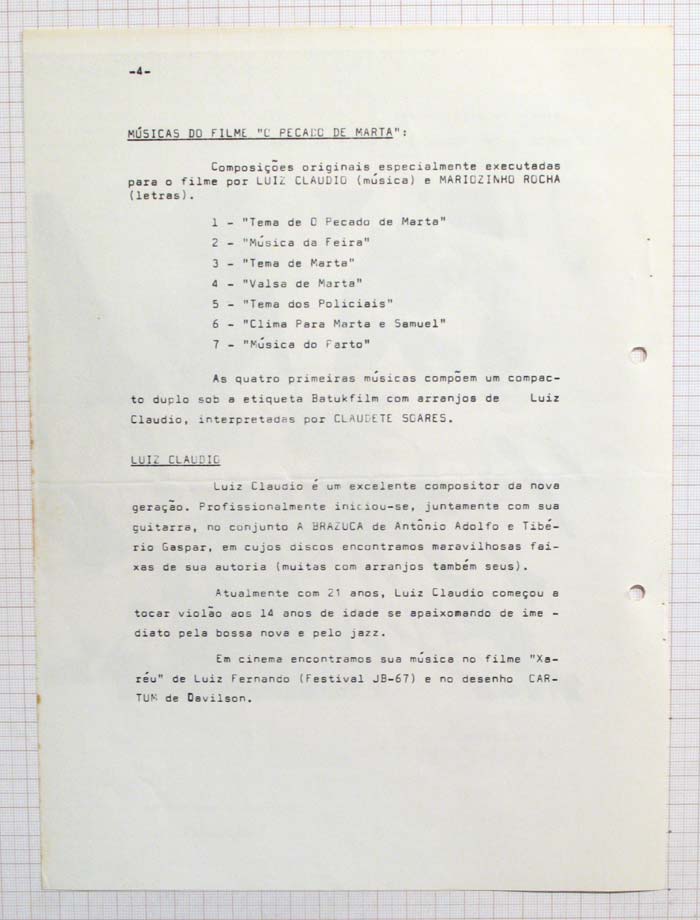 -4-
MÚSICAS DO FILME "O PECADO DE MARTA":
Composições originais especialmente executadas
para o filme por LUIZ CLAUDIO (música) e MARIOZINHO ROCHA
(letras).
1 - "Tema de O Pecado de Marta"
2 - "Música da Feira"
3 - "Tema de Marta"
4 - "Valsa de Marta"
5 - "Tema dos Policiais"
6 - "Clima Para Marta e Samuel"
7 - "Música do Parto"
As quatro primeiras músicas compõem um compac-
to duplo sob a etiqueta Batukfilm com arranjos de Luiz
Claudio, interpretadas por CLAUDETE SOARES.
LUIZ CLAUDIO
Luiz Claudio é um excelente compositor da nova
geração. Profissionalmente iniciou-se, juntamente com sua
guitarra, no conjunto A BRAZUCA de Antônio Adolfo e Tibé-
rio Gaspar, em cujos discos encontramos maravilhosas fai-
xas de sua autoria (muitas com arranjos também seus).
Atualmente com 21 anos, Luiz Claudio começou a
tocar violão aos 14 anos de idade se apaixomando de ime -
diato pela bossa nova e pelo jazz.
Em cinema encontramos sua música no filme "Xa-
réu" de Luiz Fernando (Festival JB-67) e no desenho CAR-
TUM de Davilson.